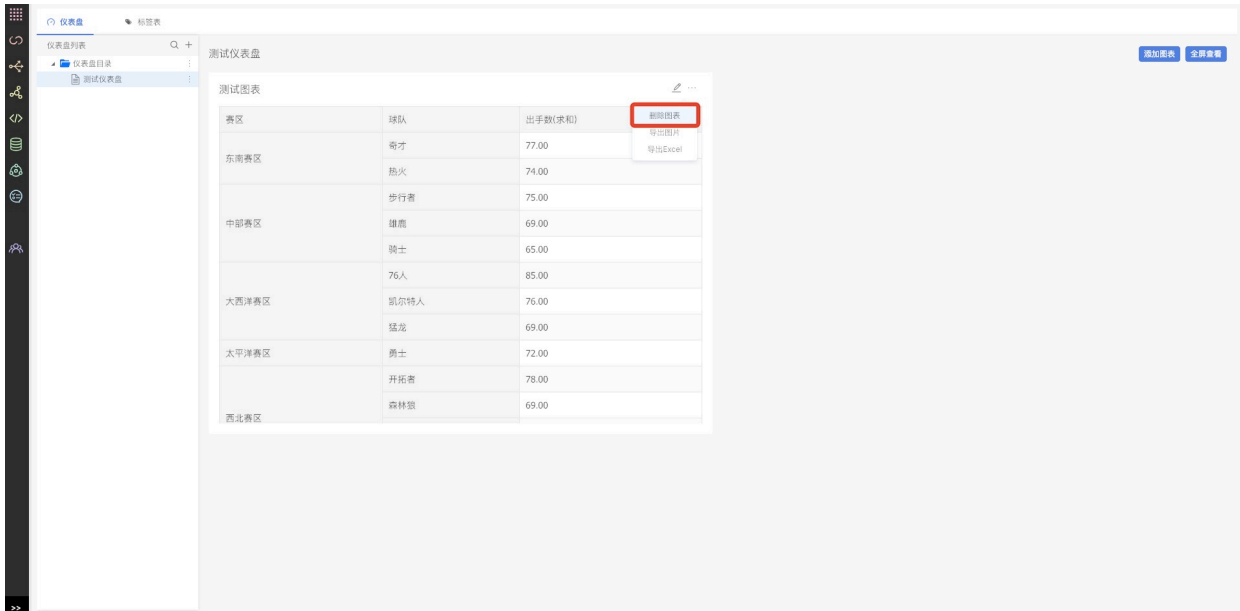 仪表盘 标签表
仪表盘列表
仪表盘目录
测试仪表盘
测试仪表盘
添加图表 全屏查看
测试图表
删除图表
导出图片
导出Excel
赛区 球队 出手数(求和)
东南赛区 奇才 77.00
热火 74.00
中部赛区 步行者 75.00
雄鹿 69.00
骑士 65.00
大西洋赛区 76人 85.00
凯尔特人 76.00
猛龙 69.00
太平洋赛区 勇士 72.00
西北赛区 开拓者 78.00
森林狼 69.00
>>